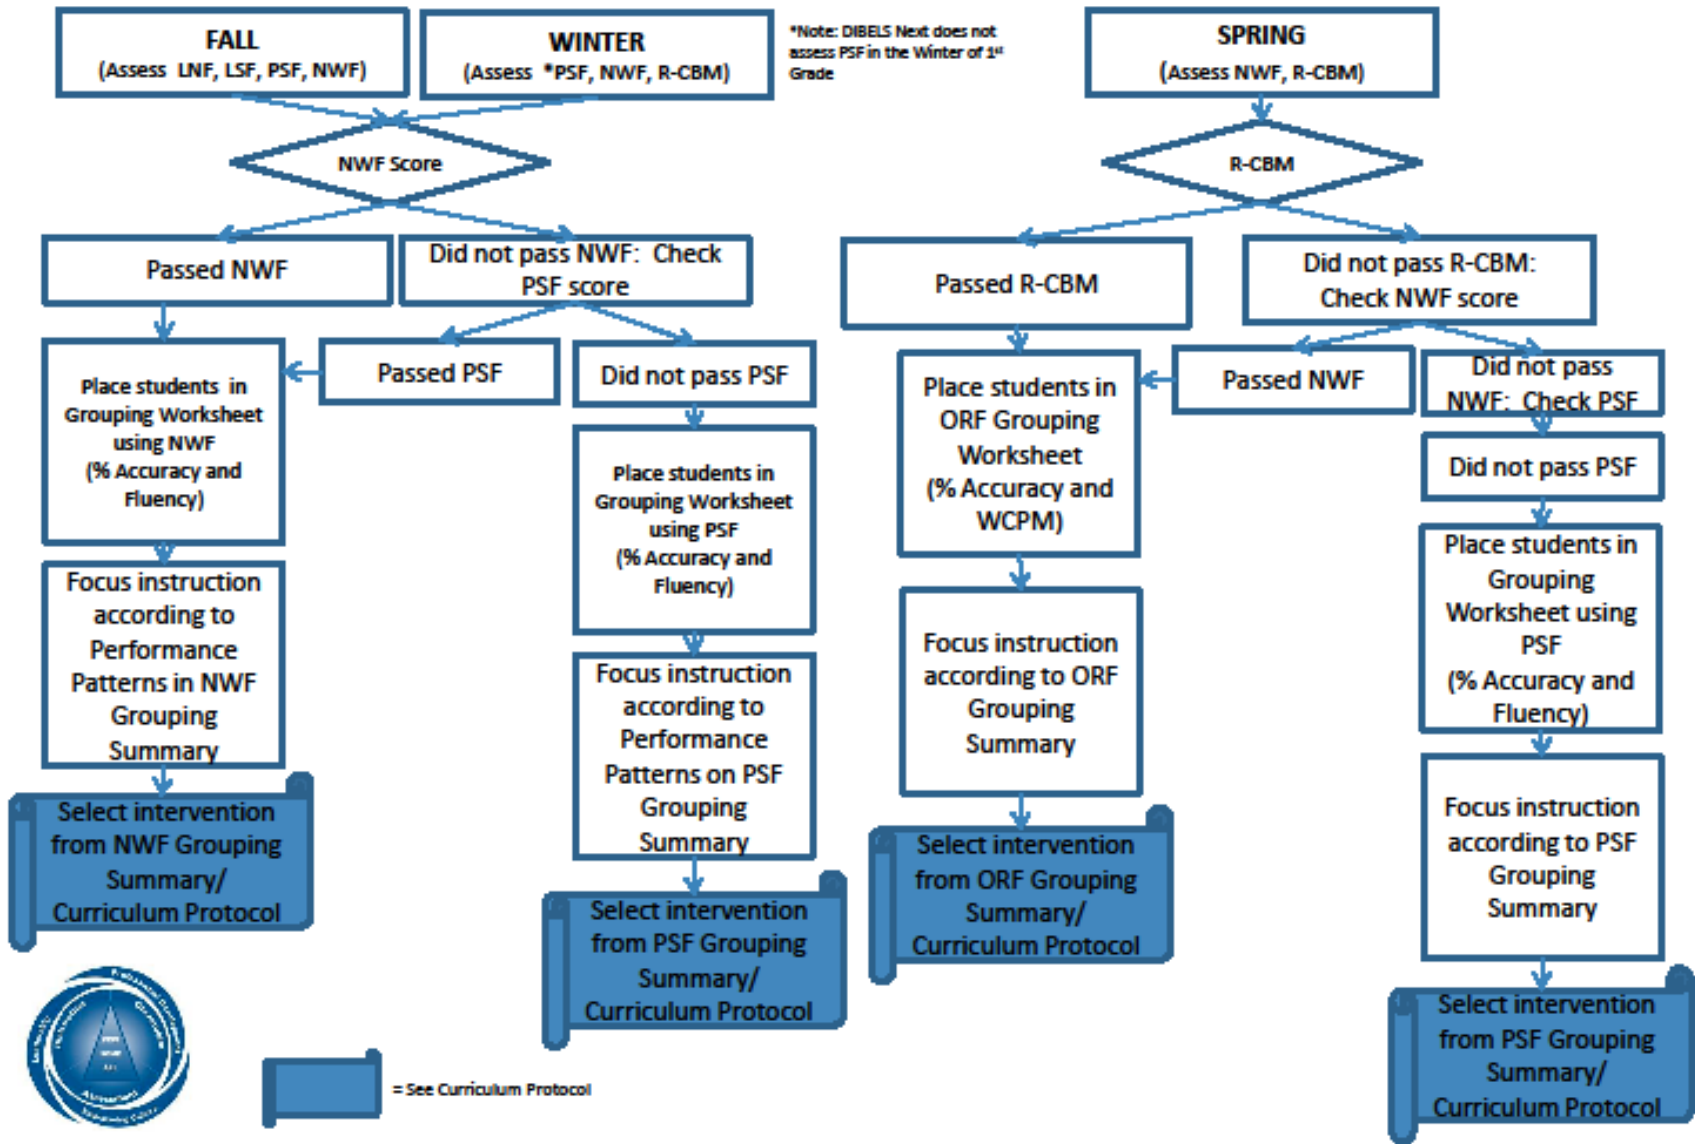 FALL
(Assess LNF, LSF, PSF, NWF)
WINTER
(Assess *PSF, NWF, R-CBM)
*Note: DIBELS Next does not
assess PSF in the Winter of 1st
Grade
SPRING
(Assess NWF, R-CBM)
NWF Score
R-CBM
Passed NWF
Did not pass NWF: Check
PSF score
Passed R-CBM
Did not pass R-CBM:
Check NWF score
Place students in
Grouping Worksheet
using NWF
(% Accuracy and
Fluency)
Passed PSF
Did not pass PSF
Place students in
ORF Grouping
Worksheet
(% Accuracy and
WCPM)
Passed NWF
Did not pass
NWF: Check PSF
Did not pass PSF
Place students in
Grouping Worksheet
using PSF
(% Accuracy and
Fluency)
Place students in
Grouping
Worksheet using
PSF
(% Accuracy and
Fluency)
Focus instruction
according to
Performance
Patterns in NWF
Grouping
Summary
Focus instruction
according to
Performance
Patterns on PSF
Grouping
Summary
Focus instruction
according to ORF
Grouping
Summary
Focus instruction
according to PSF
Grouping
Summary
Select intervention
from NWF Grouping
Summary/
Curriculum Protocol
Select intervention
from PSF Grouping
Summary/
Curriculum Protocol
Select intervention
from ORF Grouping
Summary/
Curriculum Protocol
Select intervention
from PSF Grouping
Summary/
Curriculum Protocol
= See Curriculum Protocol